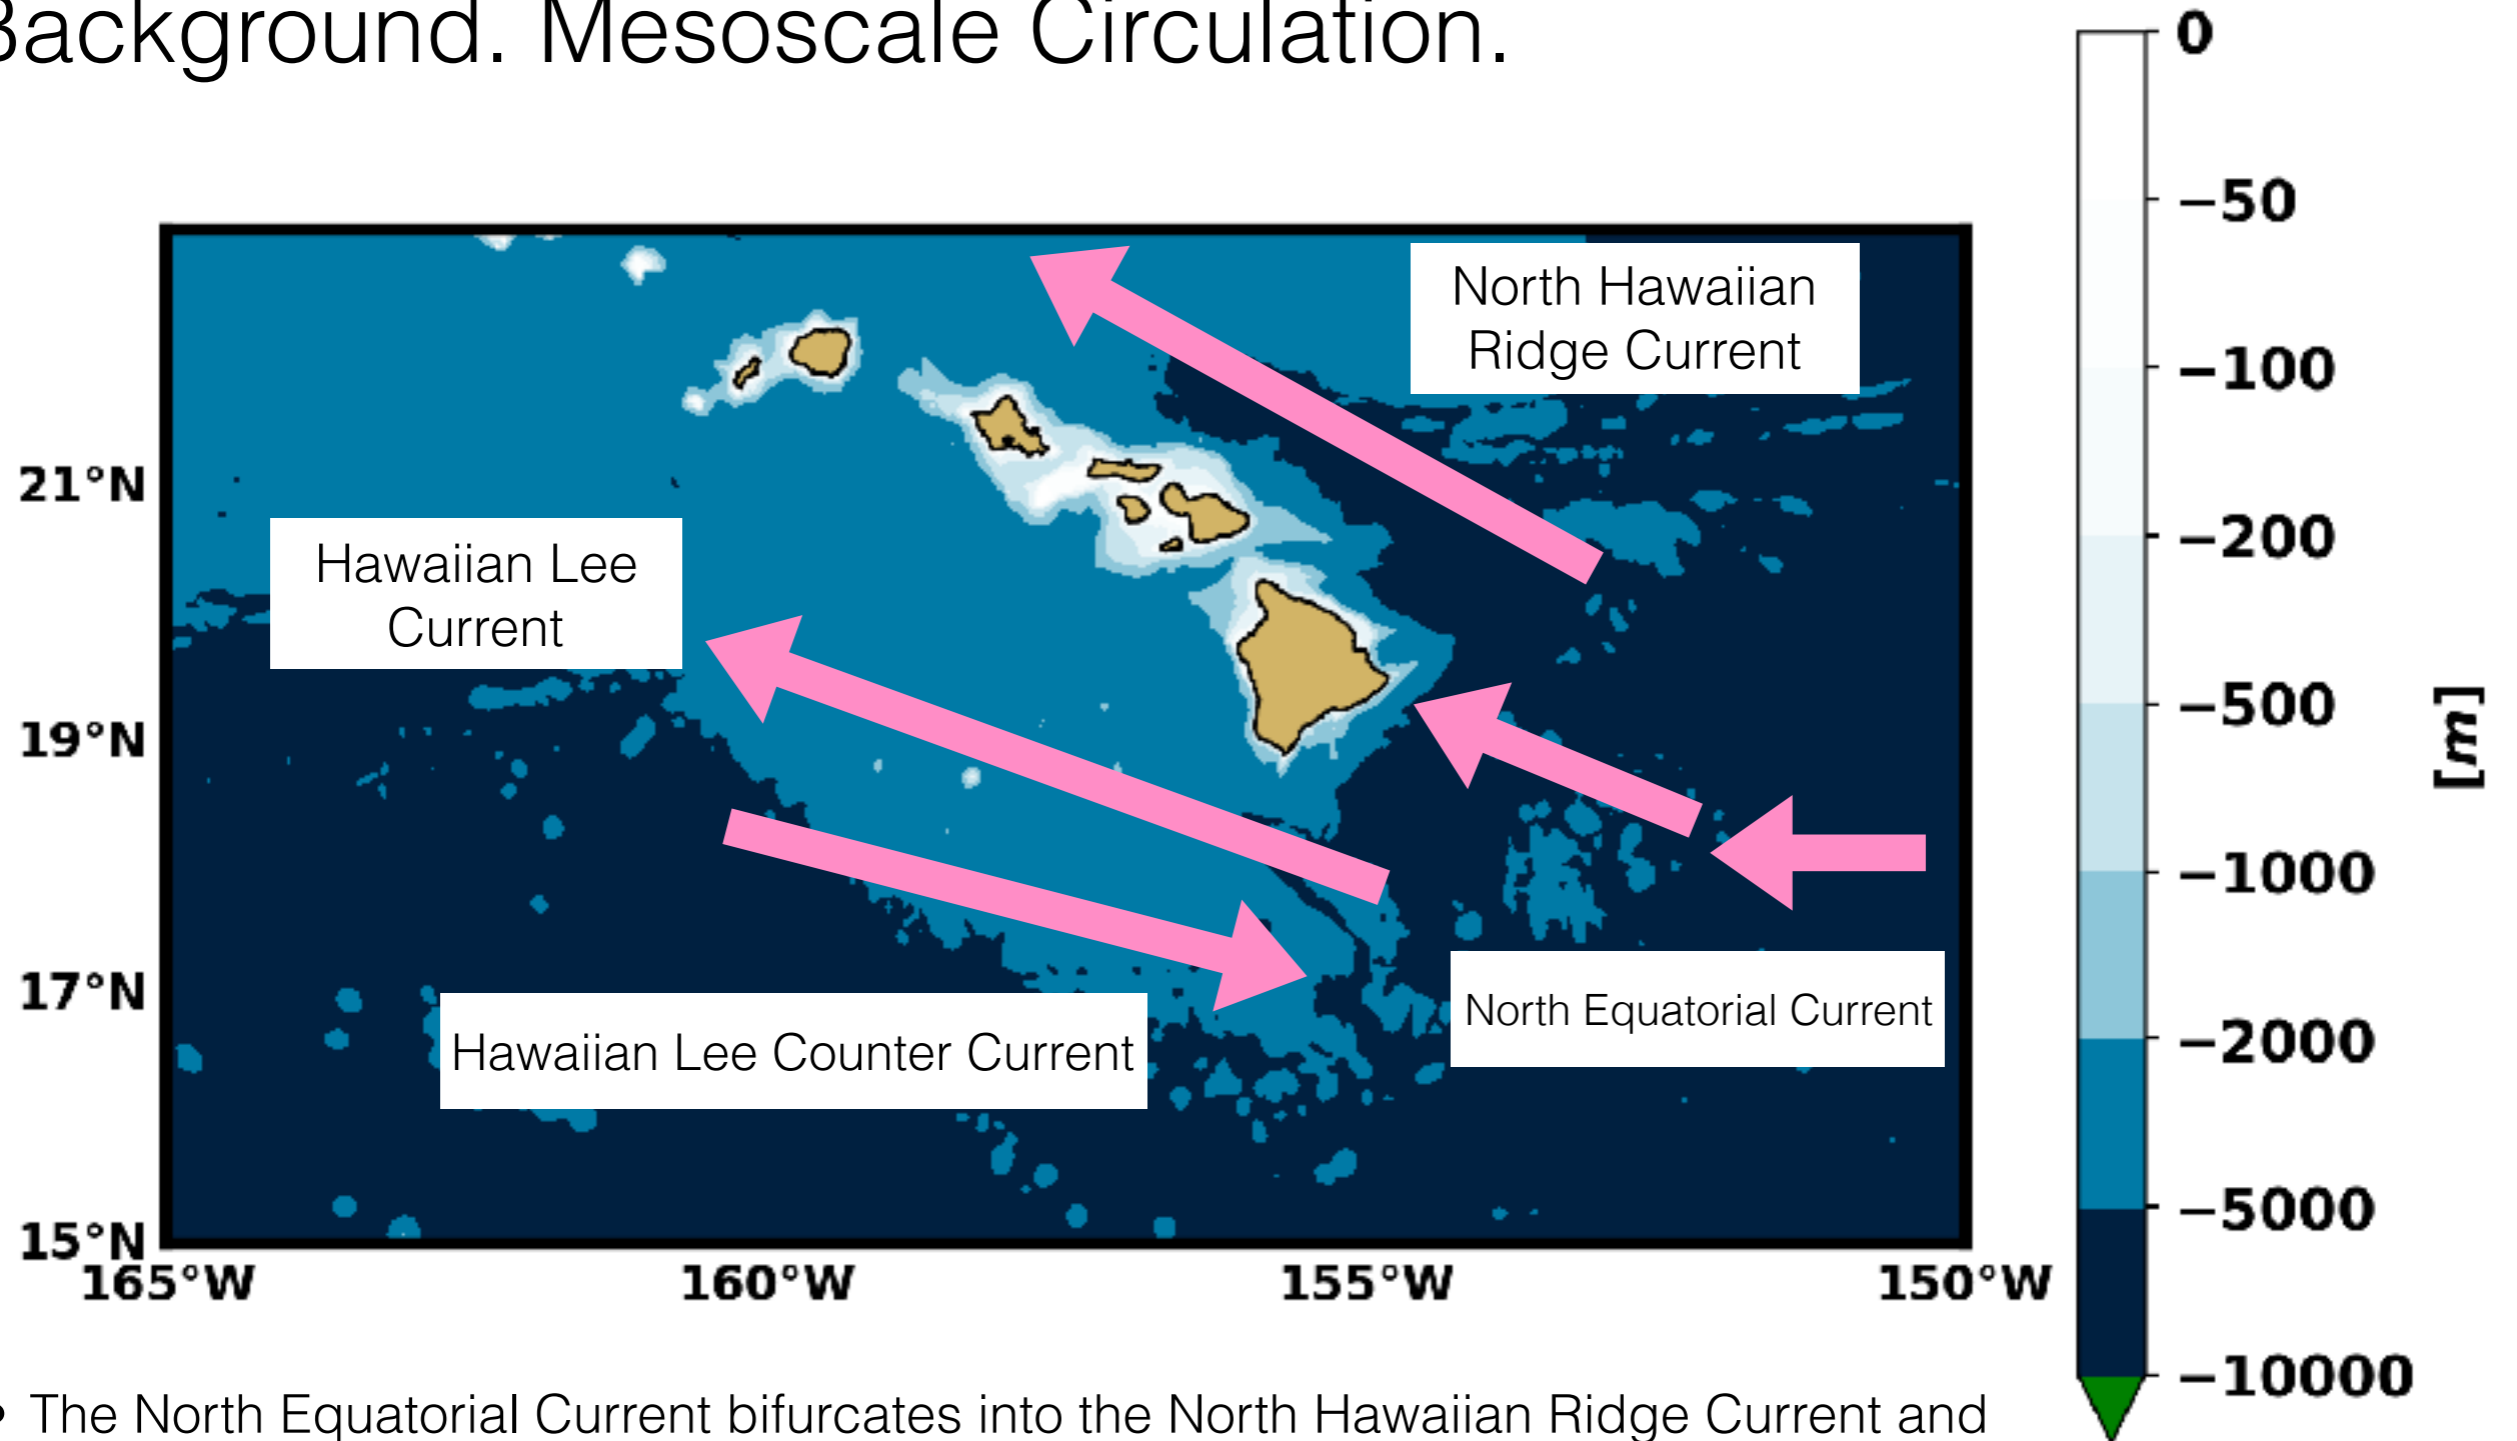 Background. Mesoscale Circulation.
0
−50
−100
−200
−500
−1000
−2000
−5000
−10000
[m]
North Hawaiian
Ridge Current
Hawaiian Lee
Current
Hawaiian Lee Counter Current
North Equatorial Current
21°N
19°N
17°N
15°N
165°W
160°W
155°W
150°W
• The North Equatorial Current bifurcates into the North Hawaiian Ridge Current and